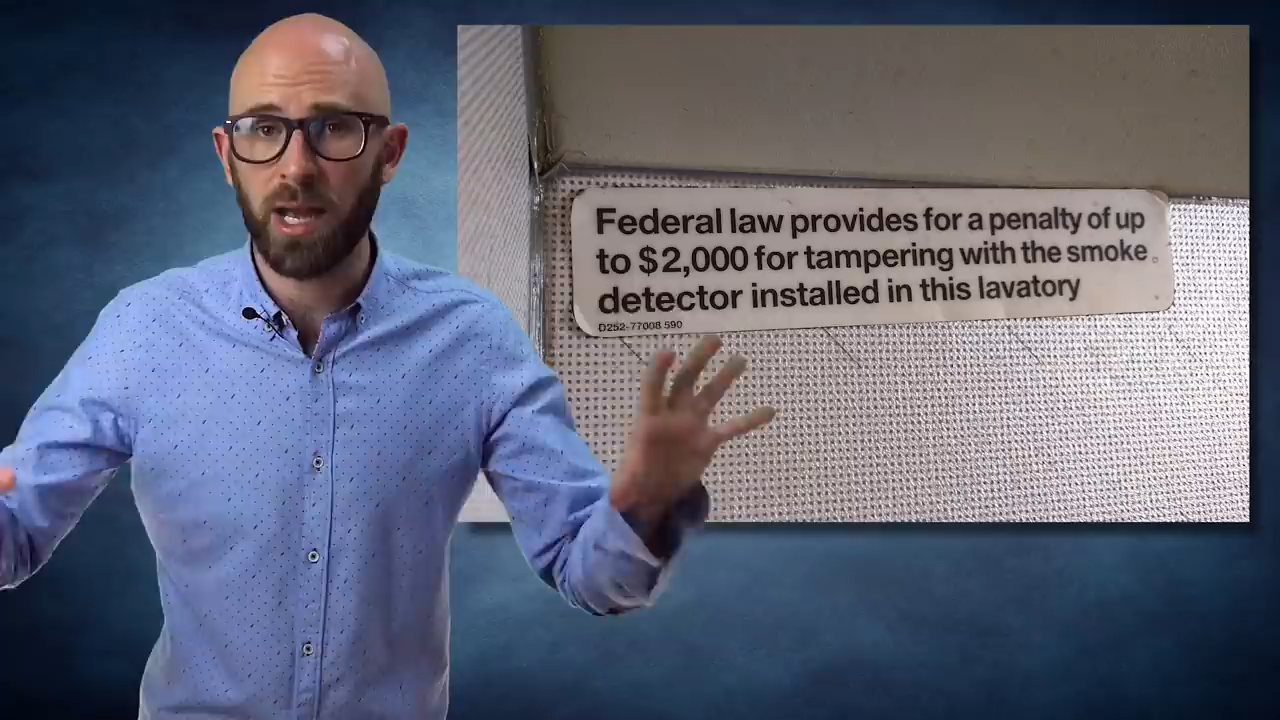 Federal law provides for a penalty of up
to $2,000 for tampering with the smoke
detector installed in this lavatory
D252-77008 590